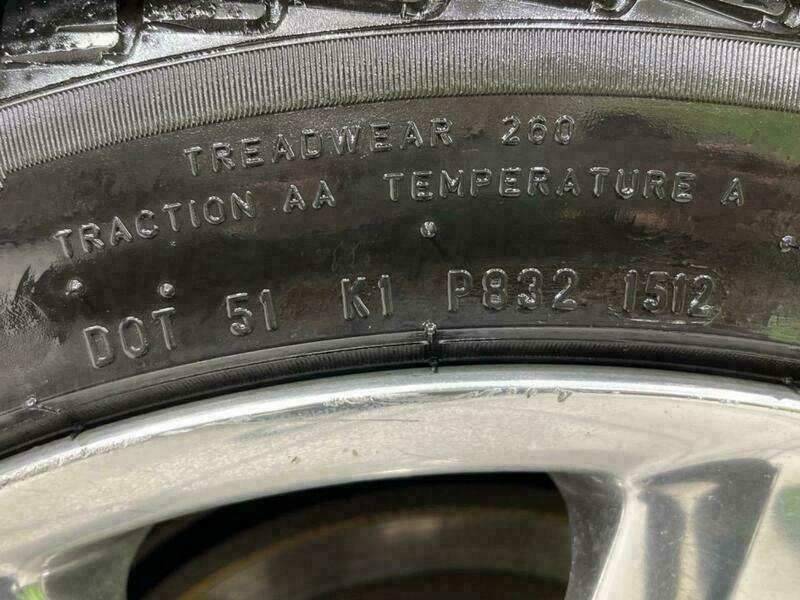 TREADWEAR 260
TRACTION AA TEMPERATURE A
DOT 51 K1 P832 1512